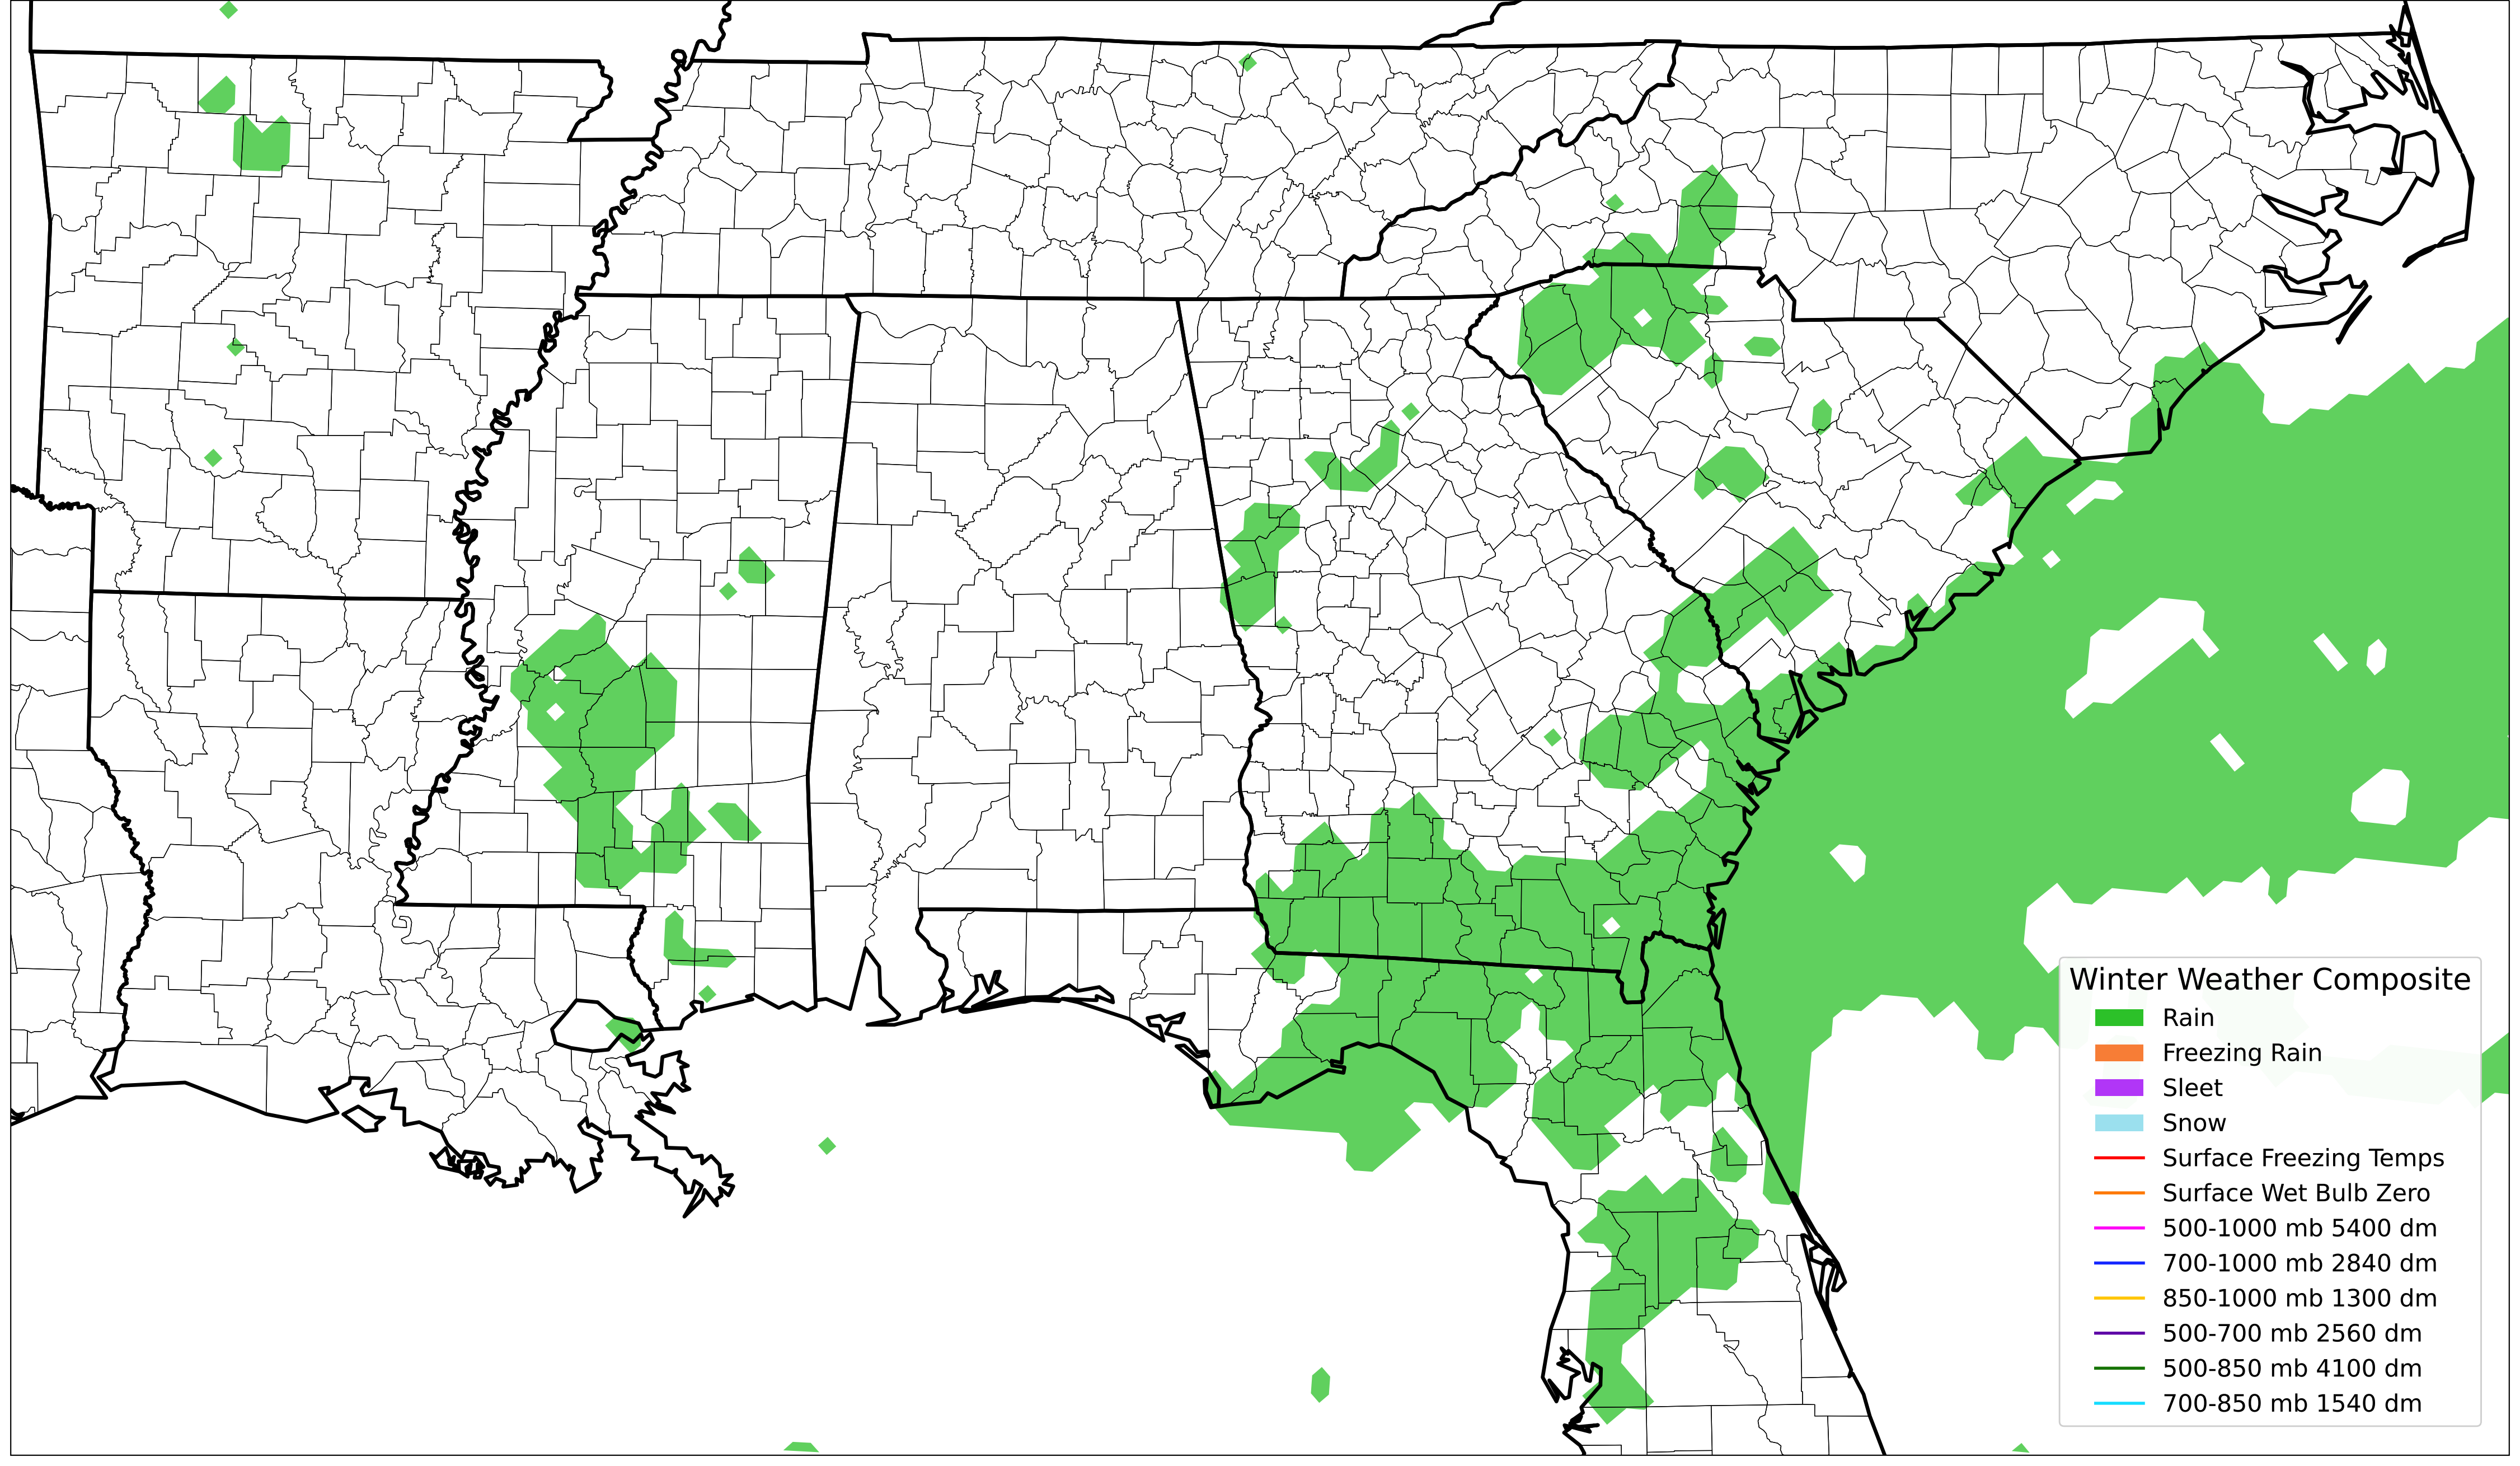 Winter Weather Composite
Rain
Freezing Rain
Sleet
Snow
Surface Freezing Temps
Surface Wet Bulb Zero
500-1000 mb 5400 dm
700-1000 mb 2840 dm
850-1000 mb 1300 dm
500-700 mb 2560 dm
500-850 mb 4100 dm
700-850 mb 1540 dm